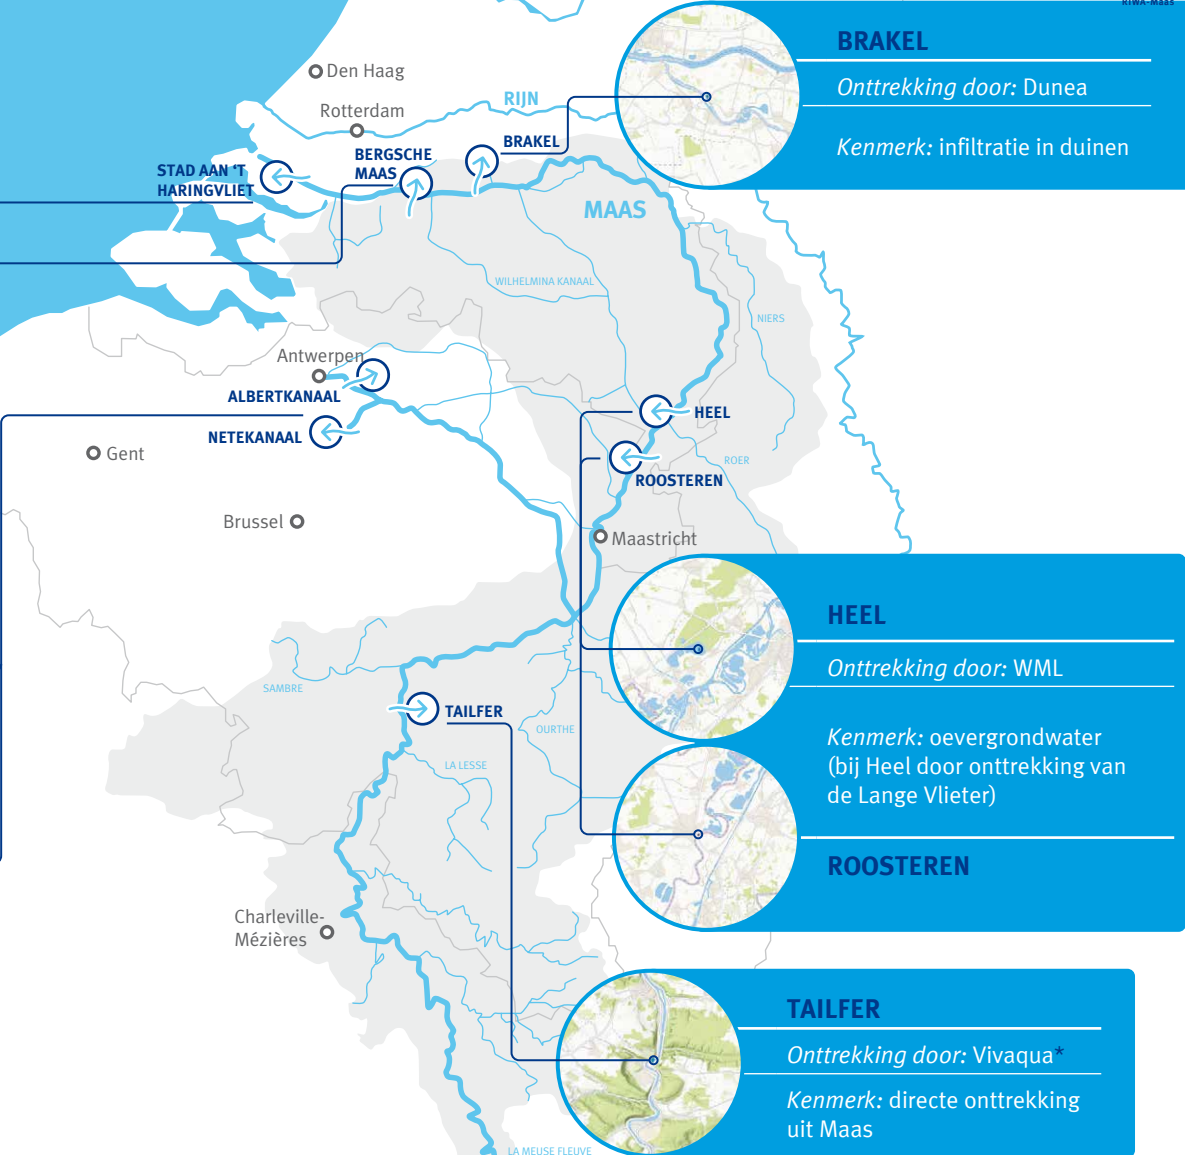 RIWA-Maas
BRAKEL
Onttrekking door: Dunea
Kenmerk: infiltratie in duinen
Den Haag
Rotterdam
RIJN
BRAKEL
BERGSCHE
MAAS
STAD AAN ‘T
HARINGVLIET
MAAS
WILHELMINA KANAAL
NIERS
Antwerpen
ALBERTKANAAL
NETEKANAAL
HEEL
Gent
ROER
ROOSTEREN
Brussel
Maastricht
HEEL
Onttrekking door: WML
Kenmerk: oevergrondwater
(bij Heel door onttrekking van
de Lange Vlieter)
ROOSTEREN
SAMBRE
TAILFER
OURTHE
LA LESSE
Charleville-
Mézières
TAILFER
Onttrekking door: Vivaqua*
Kenmerk: directe onttrekking
uit Maas
LA MEUSE FLEUVE